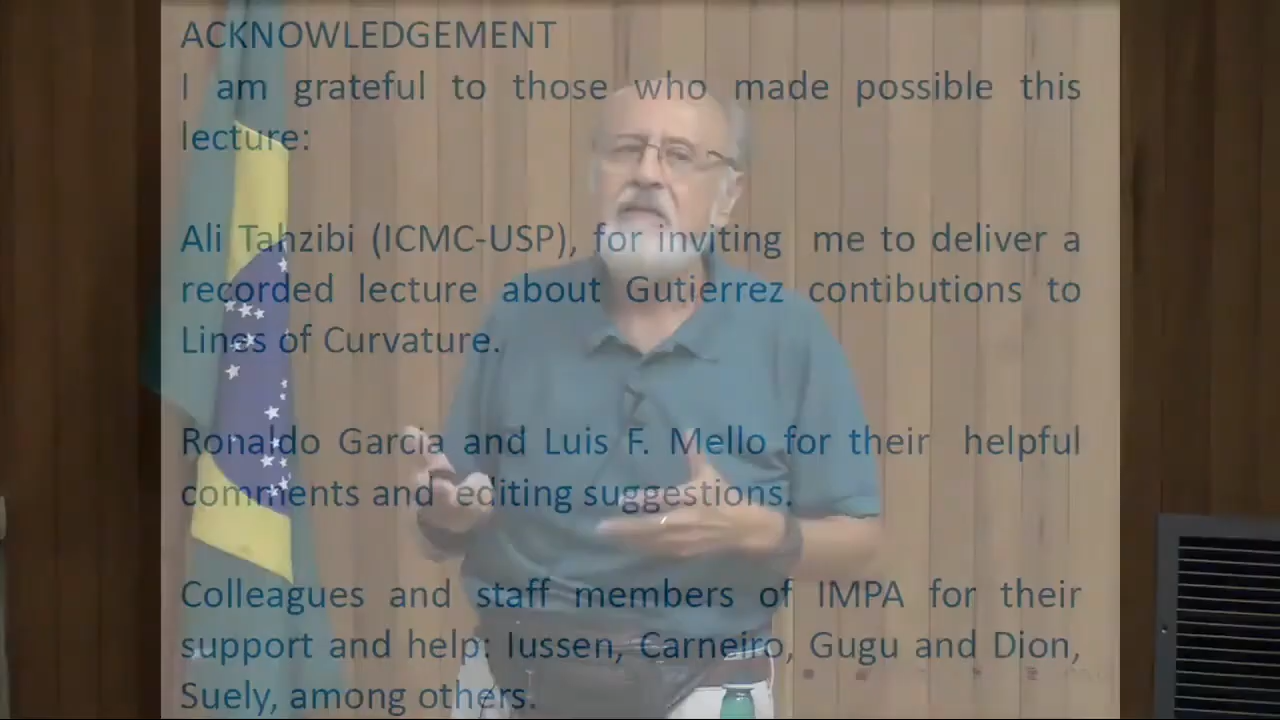 ACKNOWLEDGEMENT
I am grateful to those who made possible this
lecture:
Ali Tahzibi (ICMC-USP), for inviting me to deliver a
recorded lecture about Gutierrez contibutions to
Lines of Curvature.
Ronaldo Garcia and Luis F. Mello for their helpful
comments and editing suggestions.
Colleagues and staff members of IMPA for their
support and help: Iussen, Carneiro, Gugu and Dion,
Suely, among others.